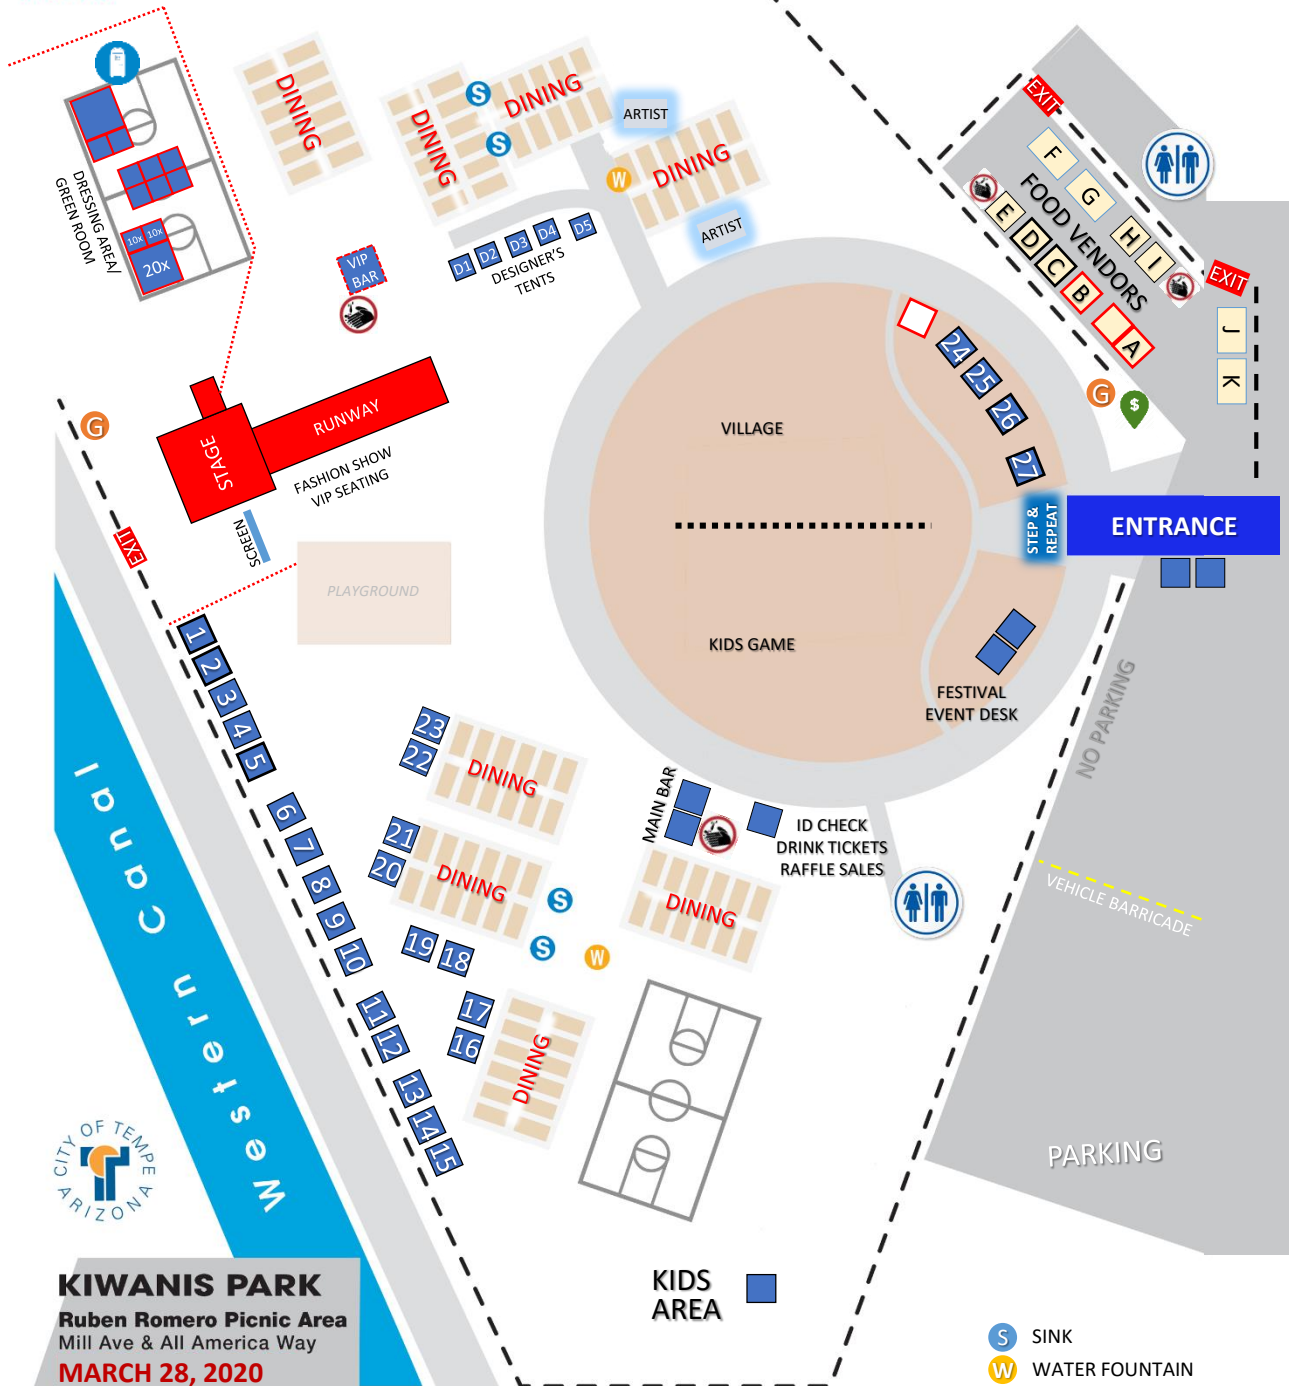 DINING
DINING
DINING
S
S
ARTIST
W
DINING
ARTIST
EXIT
F
G
FOOD VENDORS
H
I
E
D
C
B
A
EXIT
J
K
DRESSING AREA/
GREEN ROOM
10x
10x
20x
VIP
BAR
D1
D2
D3
D4
D5
DESIGNER'S
TENTS
24
25
26
27
G
$
G
STAGE
RUNWAY
FASHION SHOW
VIP SEATING
SCREEN
EXIT
VILLAGE
STEP &
REPEAT
ENTRANCE
PLAYGROUND
KIDS GAME
FESTIVAL
EVENT DESK
NO PARKING
1
2
3
4
5
6
7
8
9
10
11
12
13
14
15
23
22
DINING
21
20
DINING
S
S
W
19
18
17
16
DINING
MAIN BAR
ID CHECK
DRINK TICKETS
RAFFLE SALES
DINING
VEHICLE BARRICADE
PARKING
Western Canal
CITY OF TEMPE
ARIZONA
KIDS
AREA
KIWANIS PARK
Ruben Romero Picnic Area
Mill Ave & All America Way
MARCH 28, 2020
S SINK
W WATER FOUNTAIN